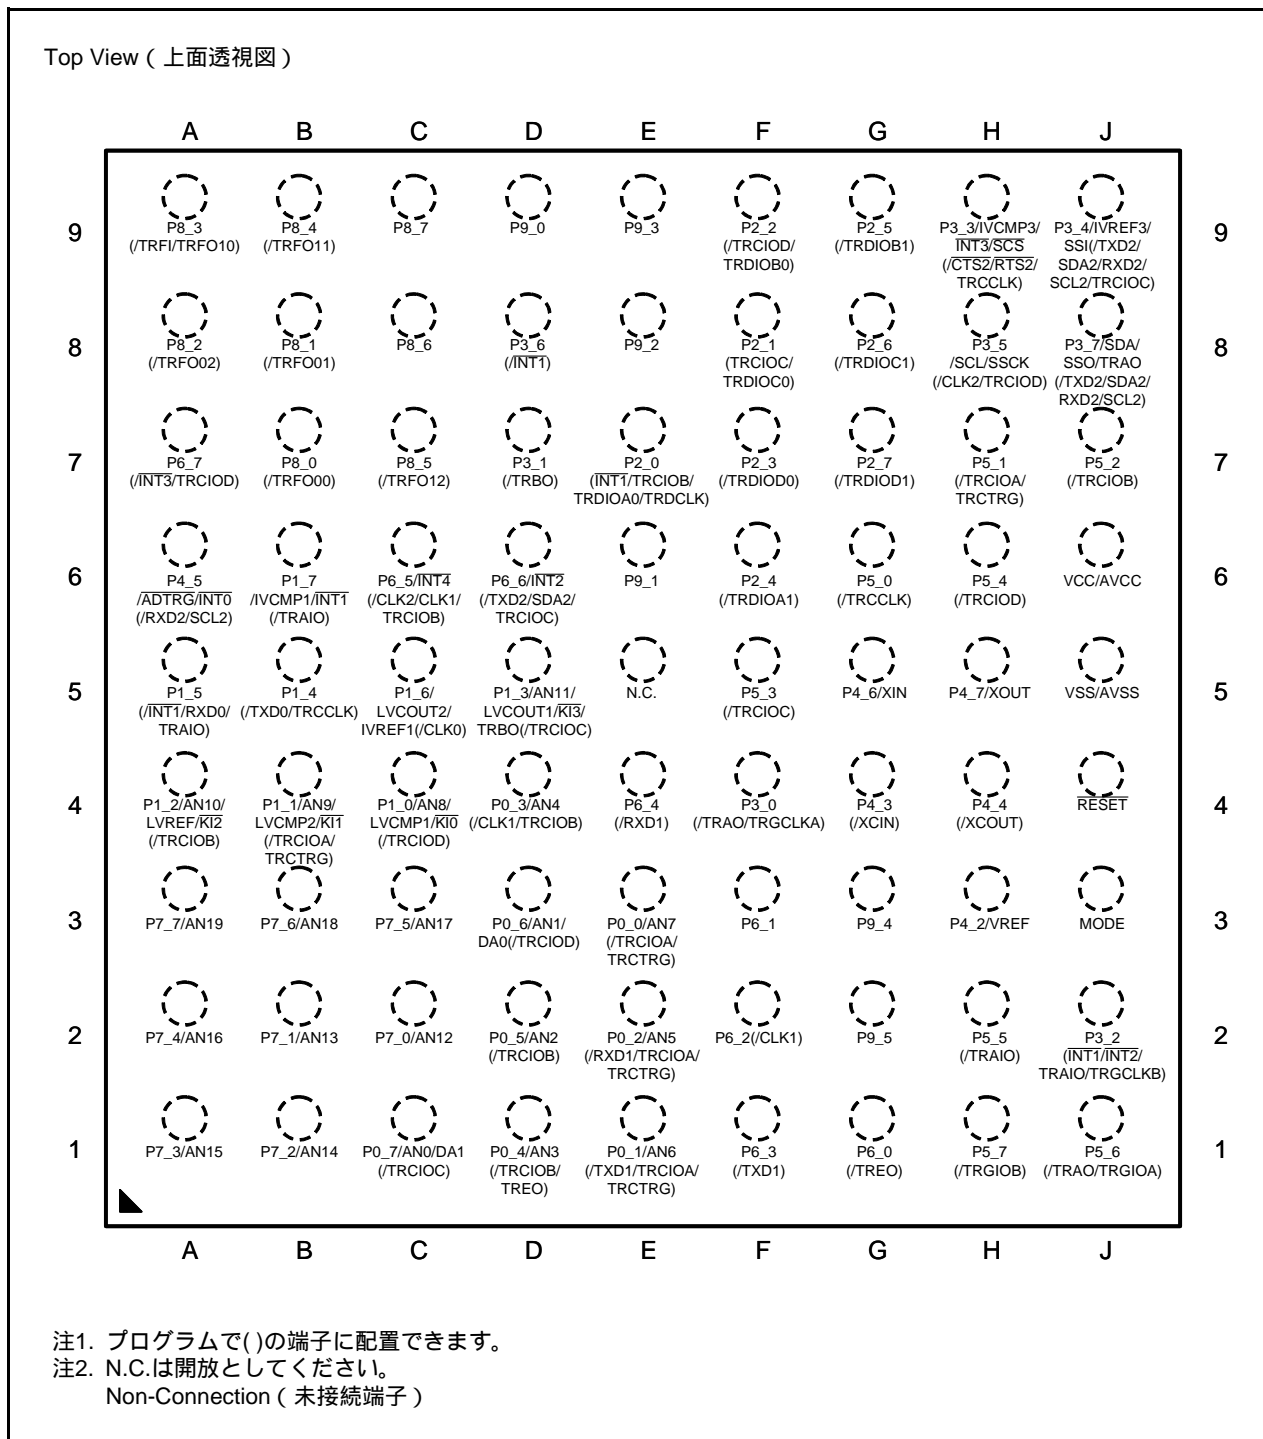 Top View（上面透視図）
A B C D E F G H J
9 9
P8_3
(/TRFI/TRFO10)
P8_4
(/TRFO11)
P8_7
P9_0
P9_3
P2_2
(/TRCIOD/
TRDIOB0)
P2_5
(/TRDIOB1)
P3_3/IVCMP3/
INT3/SCS
(/CTS2/RTS2/
TRCCLK)
P3_4/IVREF3/
SSI(/TXD2/
SDA2/RXD2/
SCL2/TRCIOC)
8 8
P8_2
(/TRFO02)
P8_1
(/TRFO01)
P8_6
P3_6
(/INT1)
P9_2
P2_1
(TRCIOC/
TRDIOC0)
P2_6
(/TRDIOC1)
P3_5
/SCL/SSCK
(/CLK2/TRCIOD)
P3_7/SDA/
SSO/TRAO
(/TXD2/SDA2/
RXD2/SCL2)
7 7
P6_7
(/INT3/TRCIOD)
P8_0
(/TRFO00)
P8_5
(/TRFO12)
P3_1
(/TRBO)
P2_0
(INT1/TRCIOB/
TRDIOA0/TRDCLK)
P2_3
(/TRDIOD0)
P2_7
(/TRDIOD1)
P5_1
(/TRCIOA/
TRCTRG)
P5_2
(/TRCIOB)
6 6
P4_5
/ADTRG/INT0
(/RXD2/SCL2)
P1_7
/IVCMP1/INT1
(/TRAIO)
P6_5/INT4
(/CLK2/CLK1/
TRCIOB)
P6_6/INT2
(/TXD2/SDA2/
TRCIOC)
P9_1
P2_4
(/TRDIOA1)
P5_0
(/TRCCLK)
P5_4
(/TRCIOD)
VCC/AVCC
5 5
P1_5
(/INT1/RXD0/
TRAIO)
P1_4
(/TXD0/TRCCLK)
P1_6/
LVCOUT2/
IVREF1(/CLK0)
P1_3/AN11/
LVCOUT1/KI3/
TRBO(/TRCIOC)
N.C.
P5_3
(/TRCIOC)
P4_6/XIN
P4_7/XOUT
VSS/AVSS
4 4
P1_2/AN10/
LVREF/KI2
(/TRCIOB)
P1_1/AN9/
LVCMP2/KI1
(/TRCIOA/
TRCTRG)
P1_0/AN8/
LVCMP1/KI0
(/TRCIOD)
P0_3/AN4
(/CLK1/TRCIOB)
P6_4
(/RXD1)
P3_0
(/TRAO/TRGCLKA)
P4_3
(/XCIN)
P4_4
(/XCOUT)
RESET
3 3
P7_7/AN19
P7_6/AN18
P7_5/AN17
P0_6/AN1/
DA0(/TRCIOD)
P0_0/AN7
(/TRCIOA/
TRCTRG)
P6_1
P9_4
P4_2/VREF
MODE
2 2
P7_4/AN16
P7_1/AN13
P7_0/AN12
P0_5/AN2
(/TRCIOB)
P0_2/AN5
(/RXD1/TRCIOA/
TRCTRG)
P6_2(/CLK1)
P9_5
P5_5
(/TRAIO)
P3_2
(INT1/INT2/
TRAIO/TRGCLKB)
1 1
P7_3/AN15
P7_2/AN14
P0_7/AN0/DA1
(/TRCIOC)
P0_4/AN3
(/TRCIOB/
TREO)
P0_1/AN6
(/TXD1/TRCIOA/
TRCTRG)
P6_3
(/TXD1)
P6_0
(/TREO)
P5_7
(/TRGIOB)
P5_6
(/TRAO/TRGIOA)
A B C D E F G H J
注1. プログラムで( )の端子に配置できます。
注2. N.C.は開放としてください。
Non-Connection（未接続端子）